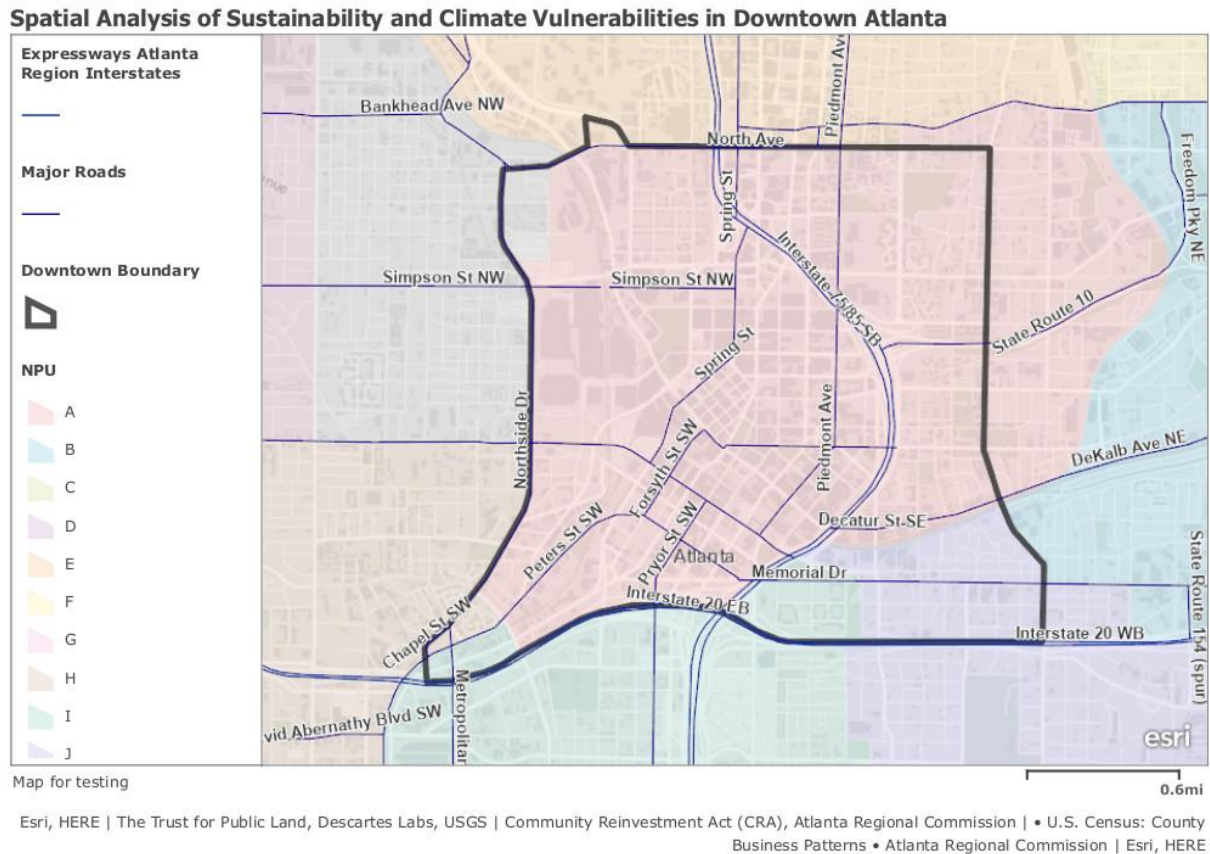 Spatial Analysis of Sustainability and Climate Vulnerabilities in Downtown Atlanta
Expressways Atlanta
Region Interstates
Major Roads
Downtown Boundary
NPU
A
B
C
D
E
F
G
H
I
J
Bankhead Ave NW
North Ave
Piedmont Av
Spring St
Freedom Pky NE
Interstate 75/85 SB
Simpson St NW
Simpson St NW
State Route 10
Spring St
Northside Dr
Piedmont Ave
Forsyth St SW
DeKalb Ave NE
Peters St SW
Pryor St SW
Decatur St SE
Atlanta
Memorial Dr
Interstate 20 EB
Chapel St SW
Interstate 20 WB
State Route 154 (spur)
Metropolitan
vid Abernathy Blvd SW
esri
Map for testing
0.6mi
Esri, HERE | The Trust for Public Land, Descartes Labs, USGS | Community Reinvestment Act (CRA), Atlanta Regional Commission | • U.S. Census: County
Business Patterns • Atlanta Regional Commission | Esri, HERE